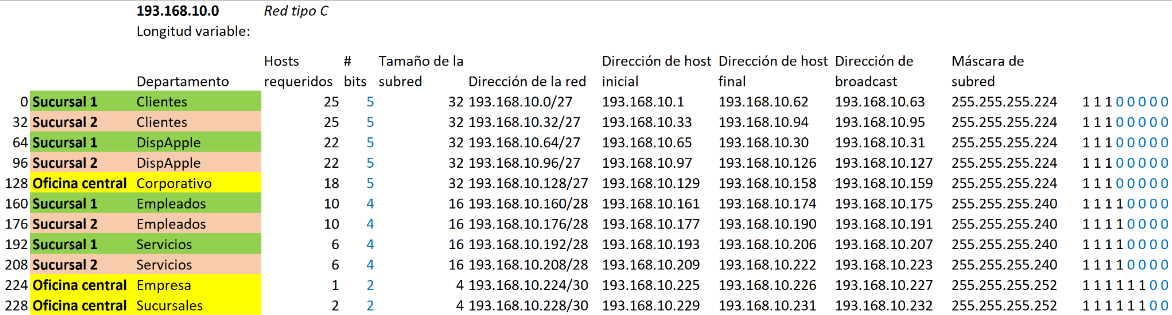 193.168.10.0 Red tipo C
Longitud variable:
Hosts # Tamaño de la Dirección de host Dirección de host Dirección de Máscara de
Departamento requeridos bits subred Dirección de la red inicial final broadcast subred
0 Sucursal 1 Clientes 25 5 32 193.168.10.0/27 193.168.10.1 193.168.10.62 193.168.10.63 255.255.255.224 1 1 1 0 0 0 0 0
32 Sucursal 2 Clientes 25 5 32 193.168.10.32/27 193.168.10.33 193.168.10.94 193.168.10.95 255.255.255.224 1 1 1 0 0 0 0 0
64 Sucursal 1 DispApple 22 5 32 193.168.10.64/27 193.168.10.65 193.168.10.30 193.168.10.31 255.255.255.224 1 1 1 0 0 0 0 0
96 Sucursal 2 DispApple 22 5 32 193.168.10.96/27 193.168.10.97 193.168.10.126 193.168.10.127 255.255.255.224 1 1 1 0 0 0 0 0
128 Oficina central Corporativo 18 5 32 193.168.10.128/27 193.168.10.129 193.168.10.158 193.168.10.159 255.255.255.224 1 1 1 0 0 0 0 0
160 Sucursal 1 Empleados 10 4 16 193.168.10.160/28 193.168.10.161 193.168.10.174 193.168.10.175 255.255.255.240 1 1 1 1 0 0 0 0
176 Sucursal 2 Empleados 10 4 16 193.168.10.176/28 193.168.10.177 193.168.10.190 193.168.10.191 255.255.255.240 1 1 1 1 0 0 0 0
192 Sucursal 1 Servicios 6 4 16 193.168.10.192/28 193.168.10.193 193.168.10.206 193.168.10.207 255.255.255.240 1 1 1 1 0 0 0 0
208 Sucursal 2 Servicios 6 4 16 193.168.10.208/28 193.168.10.209 193.168.10.222 193.168.10.223 255.255.255.240 1 1 1 1 0 0 0 0
224 Oficina central Empresa 1 2 4 193.168.10.224/30 193.168.10.225 193.168.10.226 193.168.10.227 255.255.255.252 1 1 1 1 1 1 0 0
228 Oficina central Sucursales 2 2 4 193.168.10.228/30 193.168.10.229 193.168.10.231 193.168.10.232 255.255.255.252 1 1 1 1 1 1 0 0